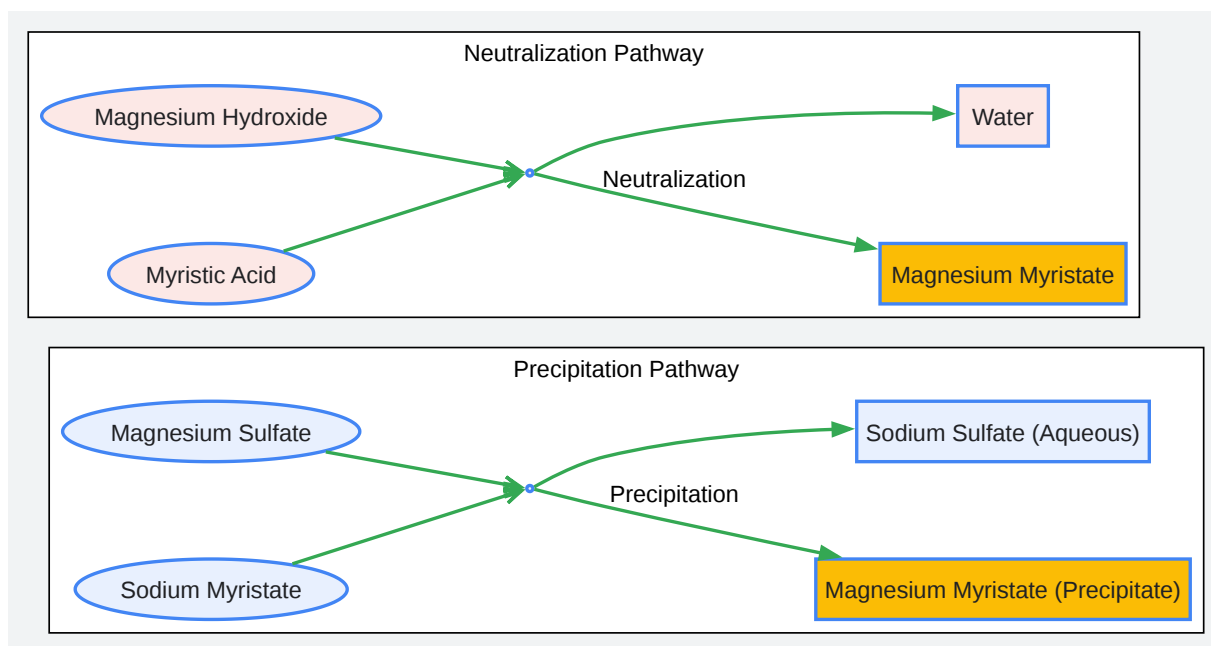 Neutralization Pathway
Magnesium Hydroxide
Water
Neutralization
Myristic Acid
Magnesium Myristate
Precipitation Pathway
Magnesium Sulfate
Sodium Sulfate (Aqueous)
Precipitation
Sodium Myristate
Magnesium Myristate (Precipitate)